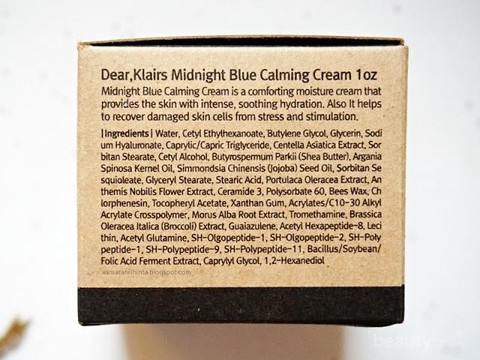 Dear,Klairs Midnight Blue Calming Cream 1oz
Midnight Blue Calming Cream is a comforting moisture cream that
provides the skin with intense, soothing hydration. Also It helps
to recover damaged skin cells from stress and stimulation.
|Ingredients| Water, Cetyl Ethylhexanoate, Butylene Glycol, Glycerin, Sodi
um Hyaluronate, Caprylic/Capric Triglyceride, Centella Asiatica Extract, Sor
bitan Stearate, Cetyl Alcohol, Butyrospermum Parkii (Shea Butter), Argania
Spinosa Kernel Oil, Simmondsia Chinensis (Jojoba) Seed Oil, Sorbitan Se
squioleate, Glyceryl Stearate, Stearic Acid, Portulaca Oleracea Extract, An
themis Nobilis Flower Extract, Ceramide 3, Polysorbate 60, Bees Wax, Ch
lorphenesin, Tocopheryl Acetate, Xanthan Gum, Acrylates/C10-30 Alkyl
Acrylate Crosspolymer, Morus Alba Root Extract, Tromethamine, Brassica
Oleracea Italica (Broccoli) Extract, Guaiazulene, Acetyl Hexapeptide-8, Leci
thin, Acetyl Glutamine, SH-Olgopeptide-1, SH-Olgopeptide-2, SH-Poly
peptide-1, SH-Polypeptide-9, SH-Polypeptide-11, Bacillus/Soybean/
Folic Acid Ferment Extract, Caprylyl Glycol, 1,2-Hexanediol
beauty